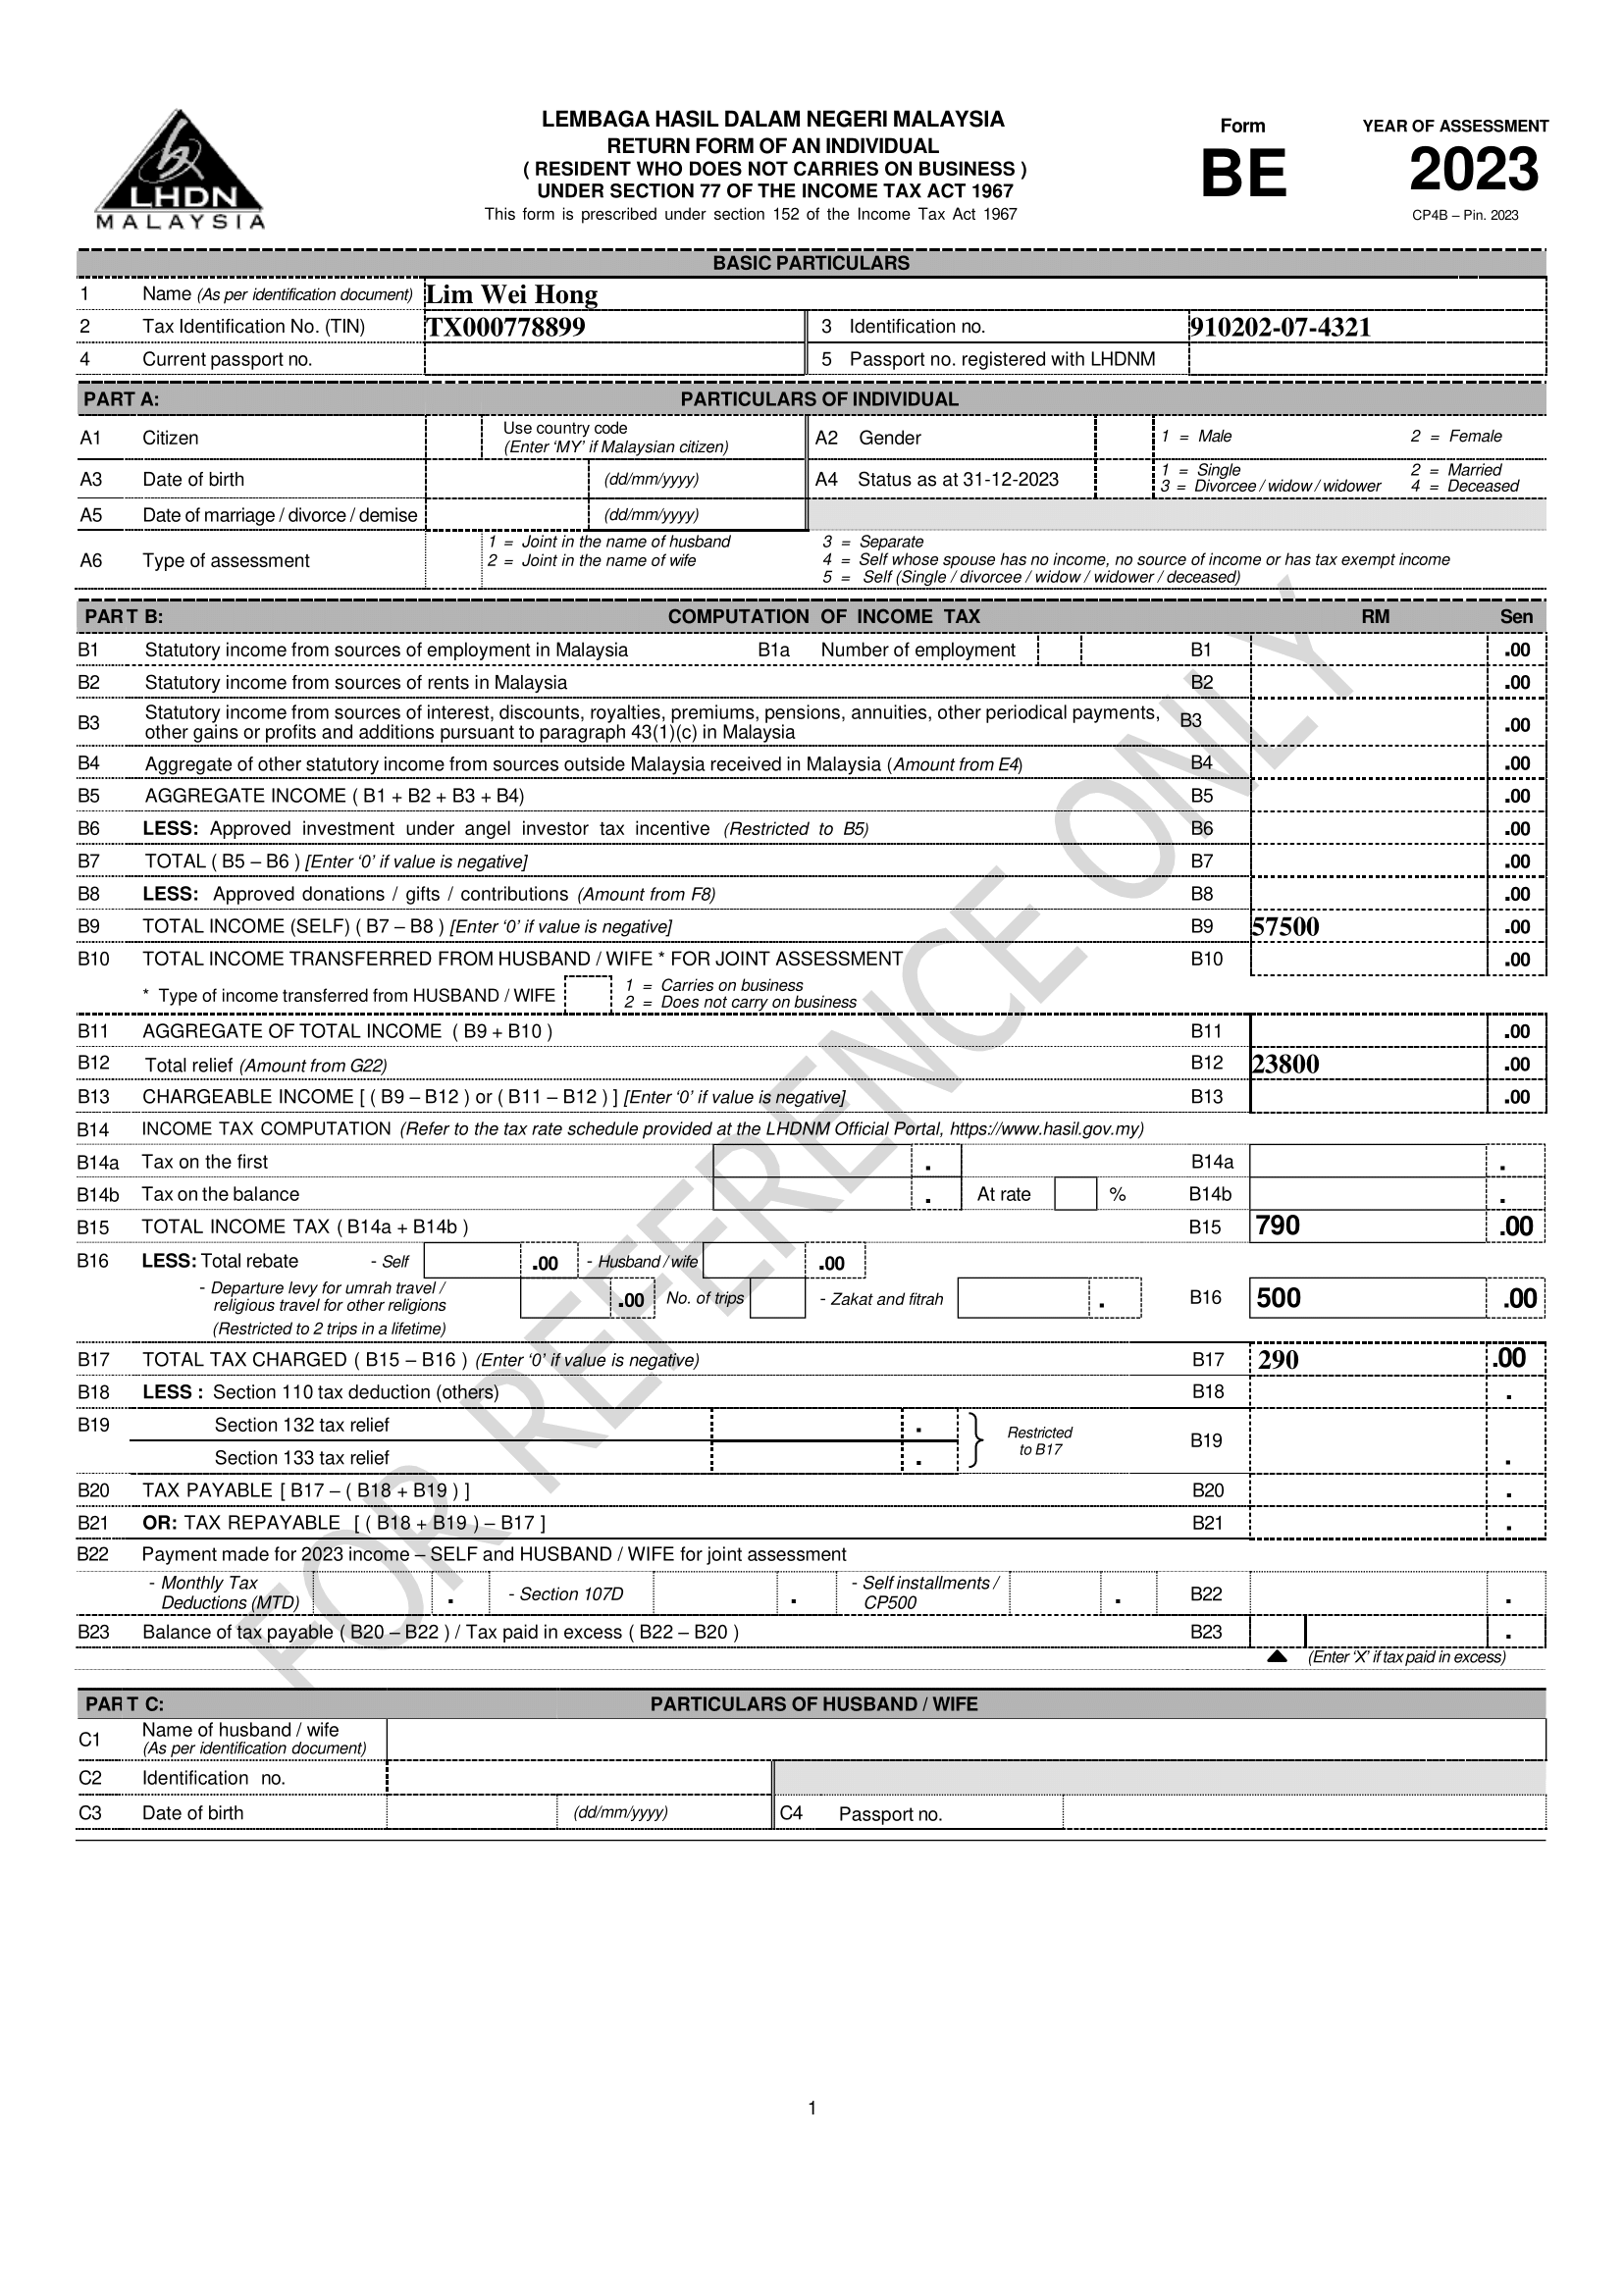 LHDN
MALAYSIA
LEMBAGA HASIL DALAM NEGERI MALAYSIA
RETURN FORM OF AN INDIVIDUAL
( RESIDENT WHO DOES NOT CARRIES ON BUSINESS )
UNDER SECTION 77 OF THE INCOME TAX ACT 1967
This form is prescribed under section 152 of the Income Tax Act 1967
Form
BE
YEAR OF ASSESSMENT
2023
CP4B – Pin. 2023
BASIC PARTICULARS
1 Name (As per identification document) Lim Wei Hong
2 Tax Identification No. (TIN) TX000778899 3 Identification no. 910202-07-4321
4 Current passport no. 5 Passport no. registered with LHDNM
PART A: PARTICULARS OF INDIVIDUAL
A1 Citizen Use country code
(Enter ‘MY’ if Malaysian citizen)
A2 Gender 1 = Male 2 = Female
A3 Date of birth (dd/mm/yyyy) A4 Status as at 31-12-2023 1 = Single 2 = Married
3 = Divorcee / widow / widower 4 = Deceased
A5 Date of marriage / divorce / demise (dd/mm/yyyy)
A6 Type of assessment 1 = Joint in the name of husband 3 = Separate
2 = Joint in the name of wife 4 = Self whose spouse has no income, no source of income or has tax exempt income
5 = Self (Single / divorcee / widow / widower / deceased)
PART B: COMPUTATION OF INCOME TAX RM Sen
B1 Statutory income from sources of employment in Malaysia B1a Number of employment B1 .00
B2 Statutory income from sources of rents in Malaysia B2 .00
B3 Statutory income from sources of interest, discounts, royalties, premiums, pensions, annuities, other periodical payments,
other gains or profits and additions pursuant to paragraph 43(1)(c) in Malaysia B3 .00
B4 Aggregate of other statutory income from sources outside Malaysia received in Malaysia (Amount from E4) B4 .00
B5 AGGREGATE INCOME ( B1 + B2 + B3 + B4) B5 .00
B6 LESS: Approved investment under angel investor tax incentive (Restricted to B5) B6 .00
B7 TOTAL ( B5 – B6 ) [Enter ‘0’ if value is negative] B7 .00
B8 LESS: Approved donations / gifts / contributions (Amount from F8) B8 .00
B9 TOTAL INCOME (SELF) ( B7 – B8 ) [Enter ‘0’ if value is negative] B9 57500 .00
B10 TOTAL INCOME TRANSFERRED FROM HUSBAND / WIFE * FOR JOINT ASSESSMENT B10 .00
* Type of income transferred from HUSBAND / WIFE 1 = Carries on business
2 = Does not carry on business
B11 AGGREGATE OF TOTAL INCOME ( B9 + B10 ) B11 .00
B12 Total relief (Amount from G22) B12 23800 .00
B13 CHARGEABLE INCOME [ ( B9 – B12 ) or ( B11 – B12 ) ] [Enter ‘0’ if value is negative] B13 .00
B14 INCOME TAX COMPUTATION (Refer to the tax rate schedule provided at the LHDNM Official Portal, https://www.hasil.gov.my)
B14a Tax on the first . B14a .
B14b Tax on the balance . At rate % B14b .
B15 TOTAL INCOME TAX ( B14a + B14b ) B15 790 .00
B16 LESS: Total rebate - Self .00 - Husband / wife .00
- Departure levy for umrah travel /
religious travel for other religions .00 No. of trips - Zakat and fitrah . B16 500 .00
(Restricted to 2 trips in a lifetime)
B17 TOTAL TAX CHARGED ( B15 – B16 ) (Enter ‘0’ if value is negative) B17 290 .00
B18 LESS : Section 110 tax deduction (others) B18 .
B19 Section 132 tax relief . Restricted
to B17 B19 .
Section 133 tax relief .
B20 TAX PAYABLE [ B17 – ( B18 + B19 ) ] B20 .
B21 OR: TAX REPAYABLE [ ( B18 + B19 ) – B17 ] B21 .
B22 Payment made for 2023 income – SELF and HUSBAND / WIFE for joint assessment
- Monthly Tax
Deductions (MTD) . - Section 107D . - Self installments /
CP500 . B22 .
B23 Balance of tax payable ( B20 – B22 ) / Tax paid in excess ( B22 – B20 ) B23 .
(Enter ‘X’ if tax paid in excess)
PART C: PARTICULARS OF HUSBAND / WIFE
C1 Name of husband / wife
(As per identification document)
C2 Identification no.
C3 Date of birth (dd/mm/yyyy) C4 Passport no.
1
FOR REFERENCE ONLY